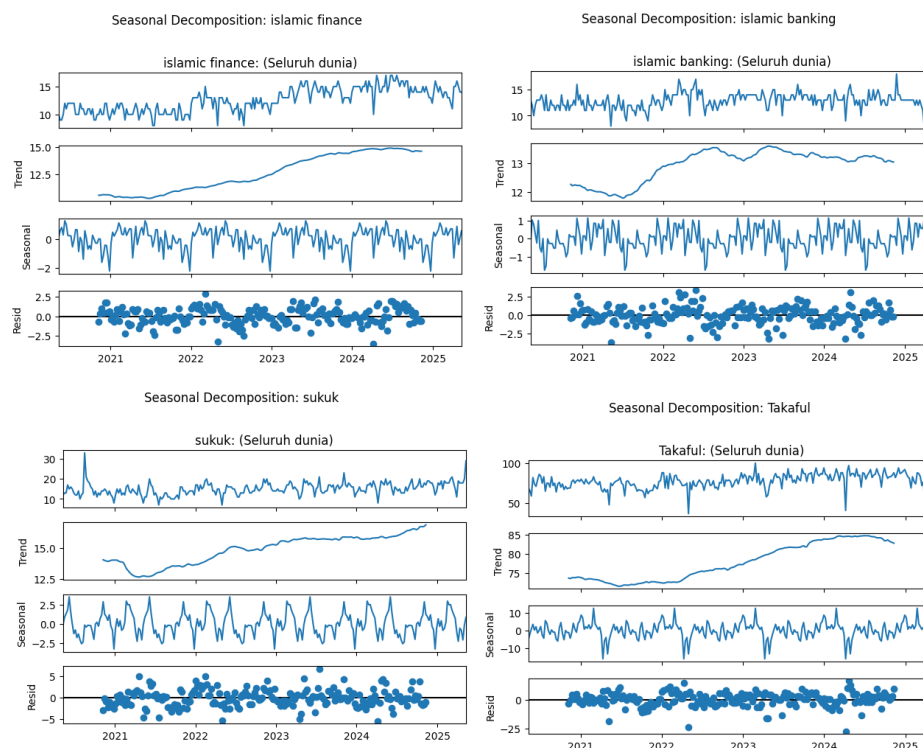 Seasonal Decomposition: islamic finance
islamic finance: (Seluruh dunia)
15
10
15.0
12.5
Trend
0
−2
Seasonal
2.5
0.0
−2.5
Resid
2021 2022 2023 2024 2025
Seasonal Decomposition: islamic banking
islamic banking: (Seluruh dunia)
15
10
13
12
Trend
1
0
−1
Seasonal
2.5
0.0
−2.5
Resid
2021 2022 2023 2024 2025
Seasonal Decomposition: sukuk
sukuk: (Seluruh dunia)
30
20
10
15.0
12.5
Trend
2.5
0.0
−2.5
Seasonal
5
0
−5
Resid
2021 2022 2023 2024 2025
Seasonal Decomposition: Takaful
Takaful: (Seluruh dunia)
100
50
85
75
Trend
10
0
−10
Seasonal
0
−25
Resid
2021 2022 2023 2024 2025